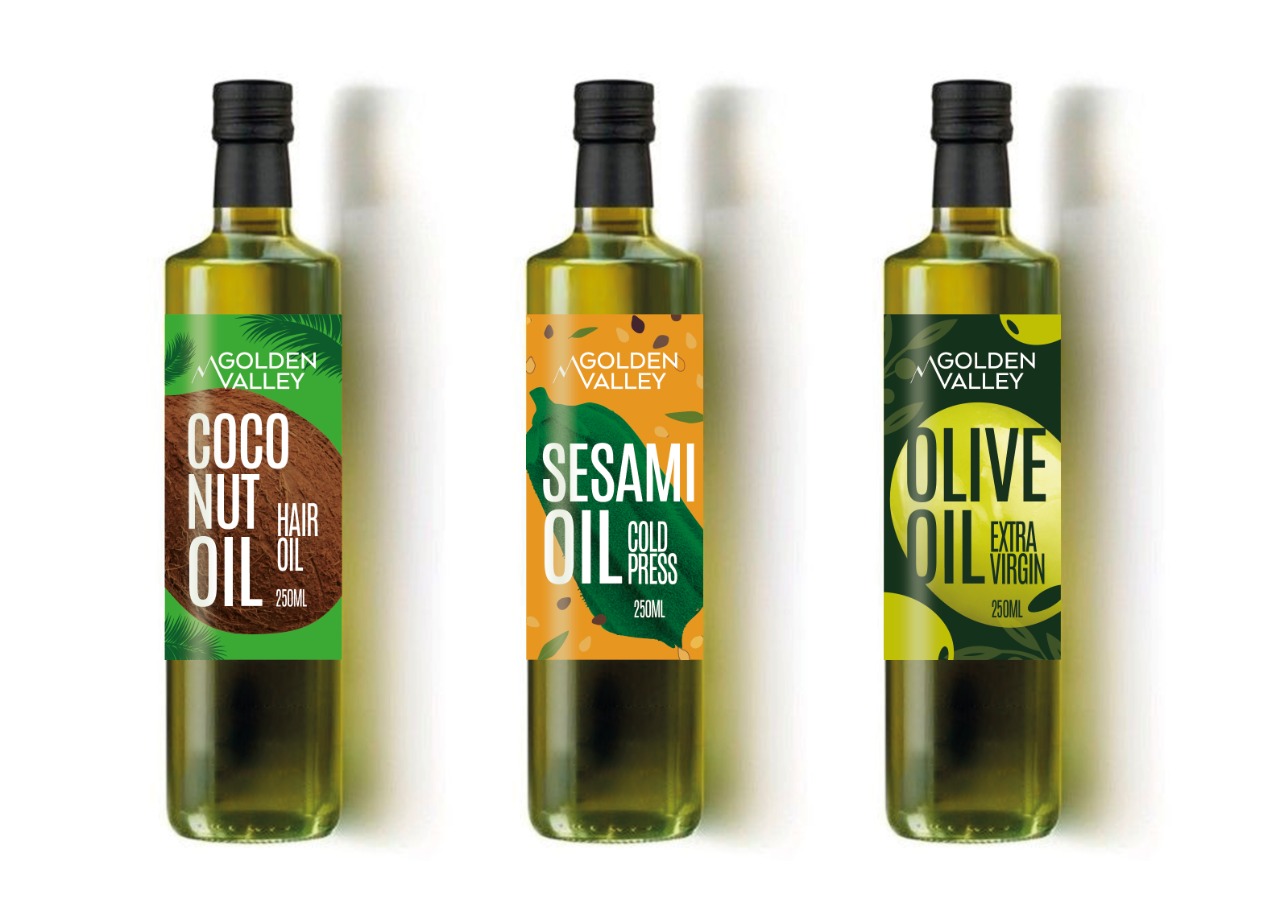 GOLDEN
VALLEY
COCO
NUT
OIL
HAIR
OIL
250ML
GOLDEN
VALLEY
SESAMI
OIL
COLD
PRESS
250ML
GOLDEN
VALLEY
OLIVE
OIL
EXTRA
VIRGIN
250ML